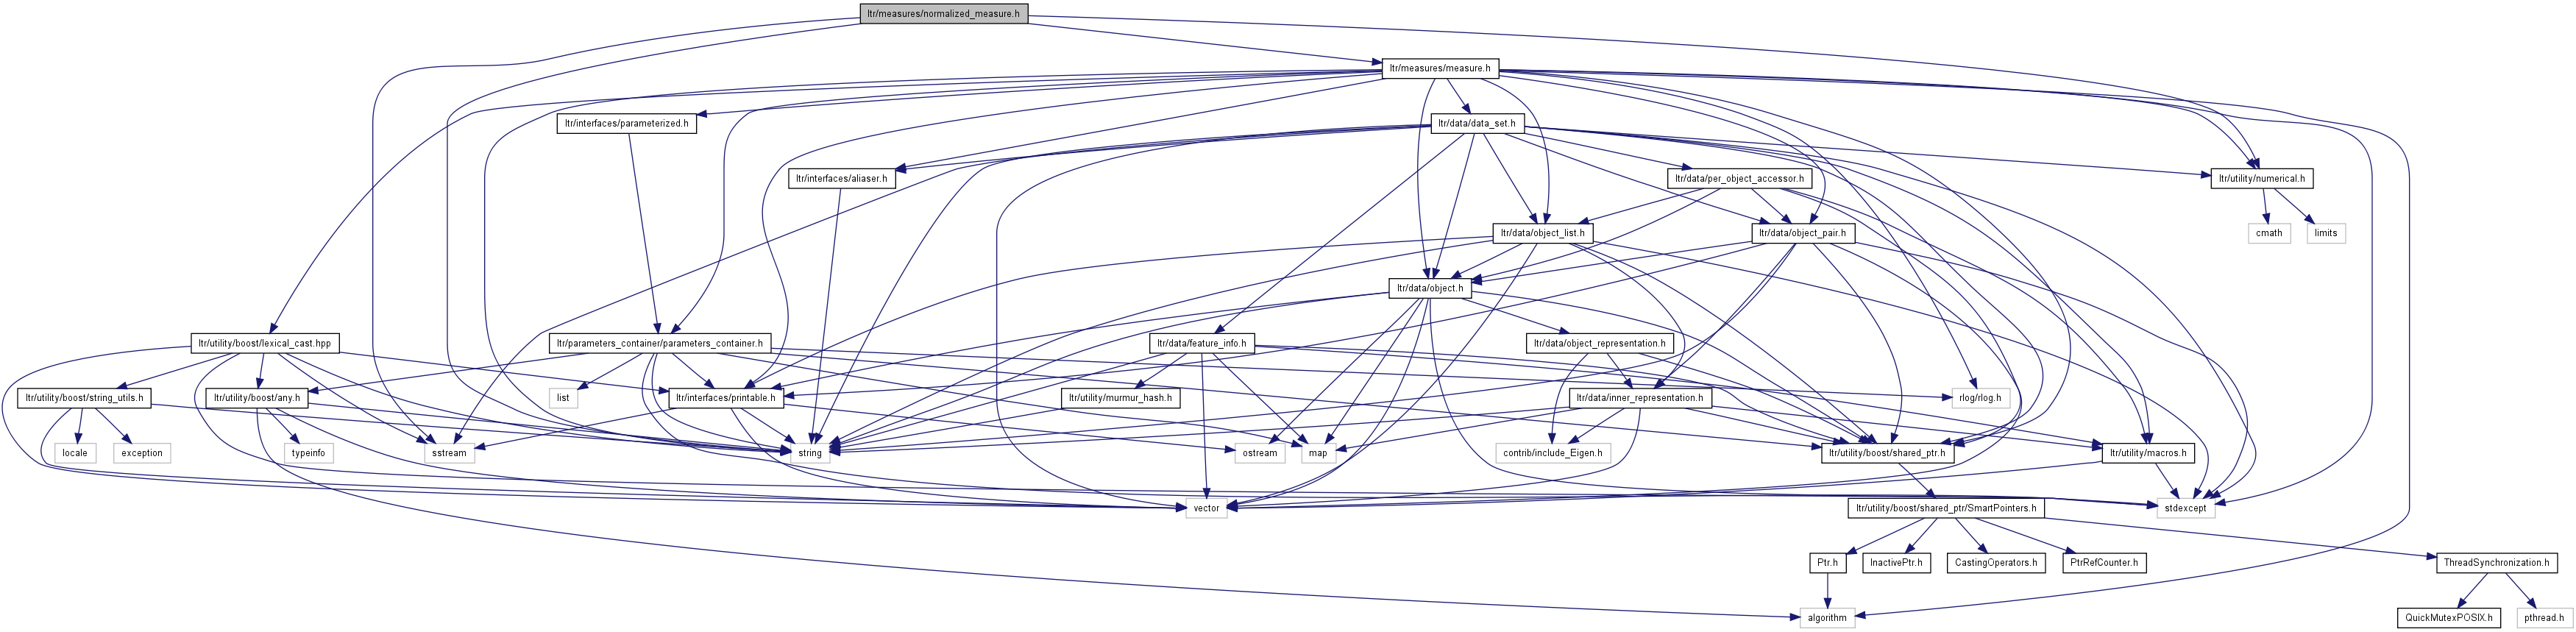 ltr/measures/normalized_measure.h
ltr/measures/measure.h
ltr/interfaces/parameterized.h
ltr/data/data_set.h
ltr/interfaces/aliaser.h
ltr/data/per_object_accessor.h
ltr/utility/numerical.h
ltr/data/object_list.h
ltr/data/object_pair.h
cmath
limits
ltr/data/object.h
ltr/utility/boost/lexical_cast.hpp
ltr/parameters_container/parameters_container.h
ltr/data/feature_info.h
ltr/data/object_representation.h
ltr/utility/boost/string_utils.h
ltr/utility/boost/any.h
list
ltr/interfaces/printable.h
ltr/utility/murmur_hash.h
ltr/data/inner_representation.h
rlog/rlog.h
locale
exception
typeinfo
sstream
string
ostream
map
contrib/include_Eigen.h
ltr/utility/boost/shared_ptr.h
ltr/utility/macros.h
vector
ltr/utility/boost/shared_ptr/SmartPointers.h
stdexcept
Ptr.h
InactivePtr.h
CastingOperators.h
PtrRefCounter.h
ThreadSynchronization.h
algorithm
QuickMutexPOSIX.h
pthread.h